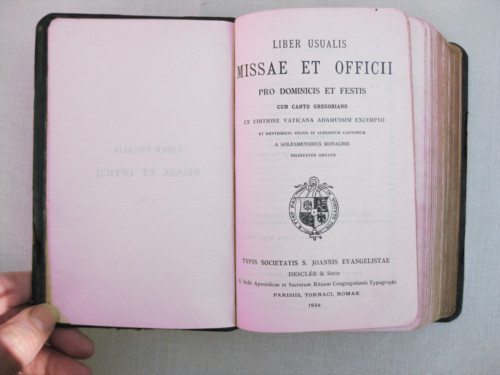 LIBER USUALIS
MISSAE ET OFFICII
PRO DOMINICIS ET FESTIS
CUM CANTU GREGORIANO
EX EDITIONE VATICANA ADAMUSSIM EXCERPTO
ET RHYTHMICIS SIGNIS IN SUBSIDIUM CANTORUM
A SOLESMENSIBUS MONACHIS
DILIGENTER ORNATO
TYPIS SOCIETATIS S. JOANNIS EVANGELISTAE
DESCLÉE & Socii
S. Sedis Apostolicae et Sacrorum Rituum Congregationis Typographi
PARISIIS, TORNACI, ROMAE
1934